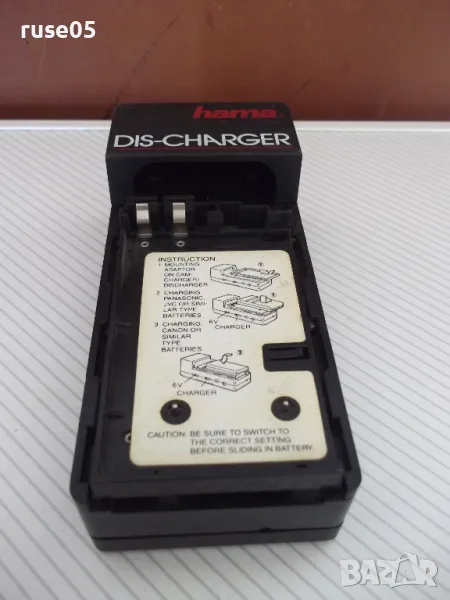 ruse05
hama
DIS-CHARGER
INSTRUCTION
1 MOUNTING
ADAPTOR
ON CAM-
CHARGER/
DISCHARGER
2 CHARGING
PANASONIC,
JVC OR SIMI-
LAR TYPE
BATTERIES
6V
CHARGER
3 CHARGING
CANON OR
SIMILAR
TYPE
BATTERIES
6V
CHARGER
CAUTION: BE SURE TO SWITCH TO
THE CORRECT SETTING
BEFORE SLIDING IN BATTERY.
BAZAR